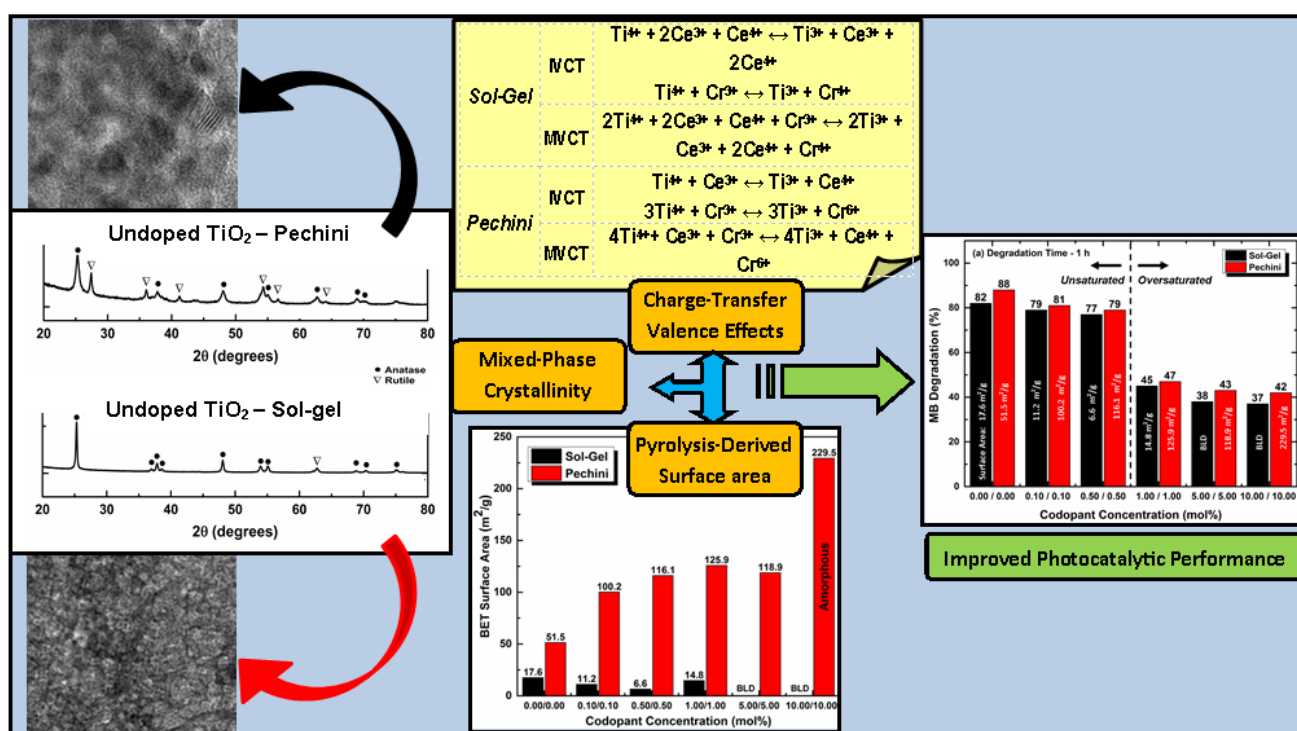 Ti⁴⁺ + 2Ce³⁺ + Ce⁴⁺ ↔ Ti³⁺ + Ce³⁺ +
2Ce⁴⁺
IVCT
Ti⁴⁺ + Cr³⁺ ↔ Ti³⁺ + Cr⁴⁺
Sol-Gel
2Ti⁴⁺ + 2Ce³⁺ + Ce⁴⁺ + Cr³⁺ ↔ 2Ti³⁺ +
MVCT
Ce³⁺ + 2Ce⁴⁺ + Cr⁴⁺
Ti⁴⁺ + Ce³⁺ ↔ Ti³⁺ + Ce⁴⁺
IVCT
3Ti⁴⁺ + Cr³⁺ ↔ 3Ti³⁺ + Cr⁶⁺
Pechini
4Ti⁴⁺ + Ce³⁺ + Cr³⁺ ↔ 4Ti³⁺ + Ce⁴⁺ +
MVCT
Cr⁶⁺
Undoped TiO₂ – Pechini
20 30 40 50 60 70 80
2θ (degrees)
• Anatase
▽ Rutile
Undoped TiO₂ – Sol-gel
20 30 40 50 60 70 80
2θ (degrees)
Charge-Transfer
Valence Effects
Mixed-Phase
Crystallinity
Pyrolysis-Derived
Surface area
250
225
200
175
150
125
100
75
50
25
0
BET Surface Area (m²/g)
Sol-Gel
Pechini
17.6
51.5
11.2
100.2
6.6
116.1
14.8
125.9
BLD
118.9
BLD
229.5
Amorphous
0.00/0.00 0.10/0.10 0.50/0.50 1.00/1.00 5.00/5.00 10.00/10.00
Codopant Concentration (mol%)
(a) Degradation Time - 1 h
Sol-Gel
Pechini
Unsaturated
Oversaturated
MB Degradation (%)
100
80
60
40
20
0
82 88
79 81
77 79
45 47
38 43
37 42
Surface Area: 17.6 m²/g
51.5 m²/g
11.2 m²/g
100.2 m²/g
6.6 m²/g
116.1 m²/g
14.8 m²/g
125.9 m²/g
BLD
118.9 m²/g
BLD
229.5 m²/g
0.00 / 0.00 0.10 / 0.10 0.50 / 0.50 1.00 / 1.00 5.00 / 5.00 10.00 / 10.00
Codopant Concentration (mol%)
Improved Photocatalytic Performance